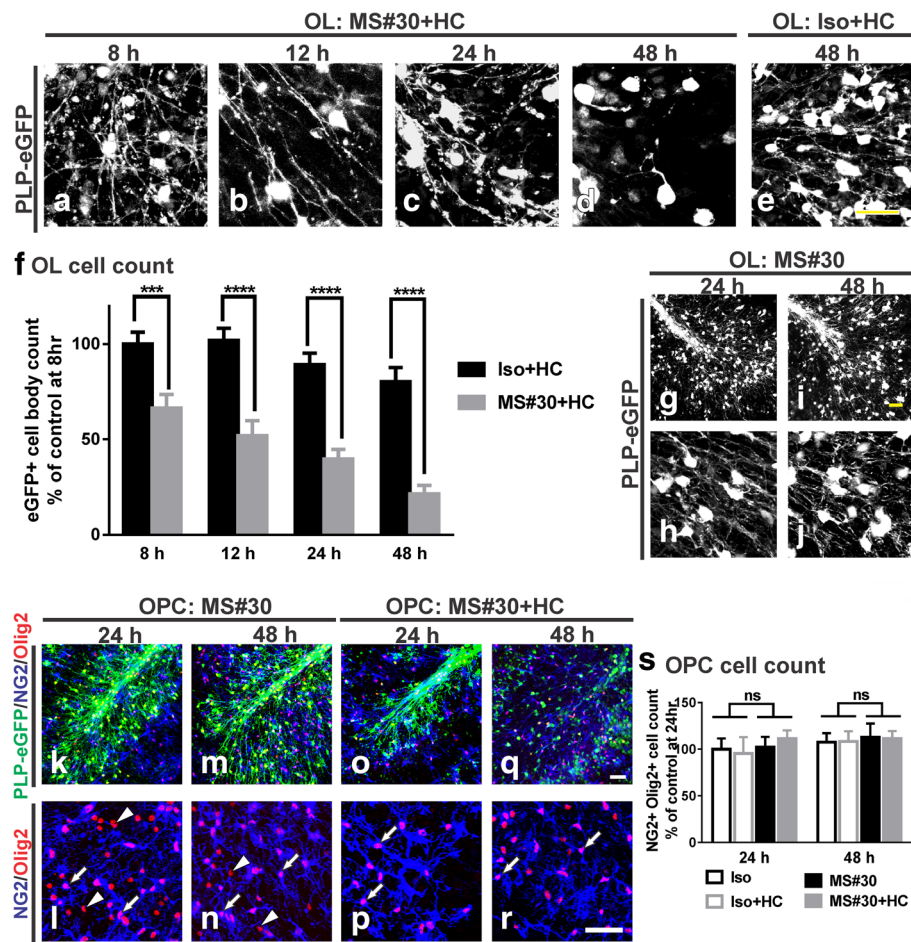 OL: MS#30+HC
OL: Iso+HC
8 h
12 h
24 h
48 h
48 h
PLP-eGFP
a
b
c
d
e
f OL cell count
eGFP+ cell body count
% of control at 8hr
100
50
0
***
****
****
****
8 h
12 h
24 h
48 h
Iso+HC
MS#30+HC
OL: MS#30
24 h
48 h
PLP-eGFP
g
i
h
j
OPC: MS#30
OPC: MS#30+HC
24 h
48 h
24 h
48 h
PLP-eGFP/NG2/Olig2
k
m
o
q
NG2/Olig2
l
n
p
r
s OPC cell count
NG2+ Olig2+ cell count
% of control at 24hr
150
100
50
0
ns
ns
24 h
48 h
Iso
MS#30
Iso+HC
MS#30+HC